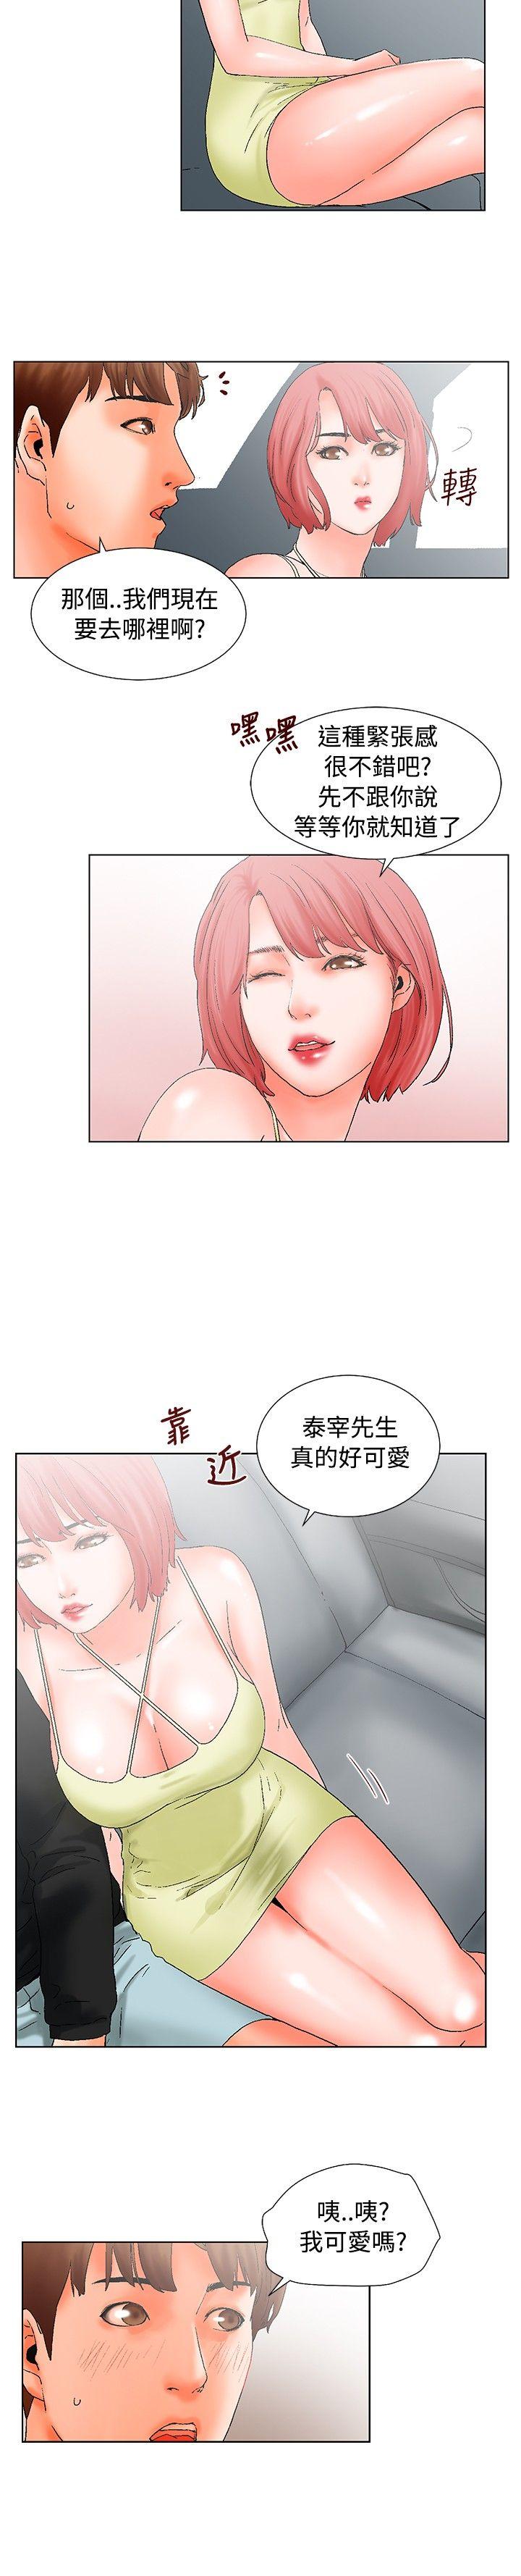 轉
那個..我們現在
要去哪裡啊?
嘿嘿
這種緊張感
很不錯吧?
先不跟你說
等等你就知道了
靠近
泰宰先生
真的好可愛
咦..咦?
我可愛嗎?